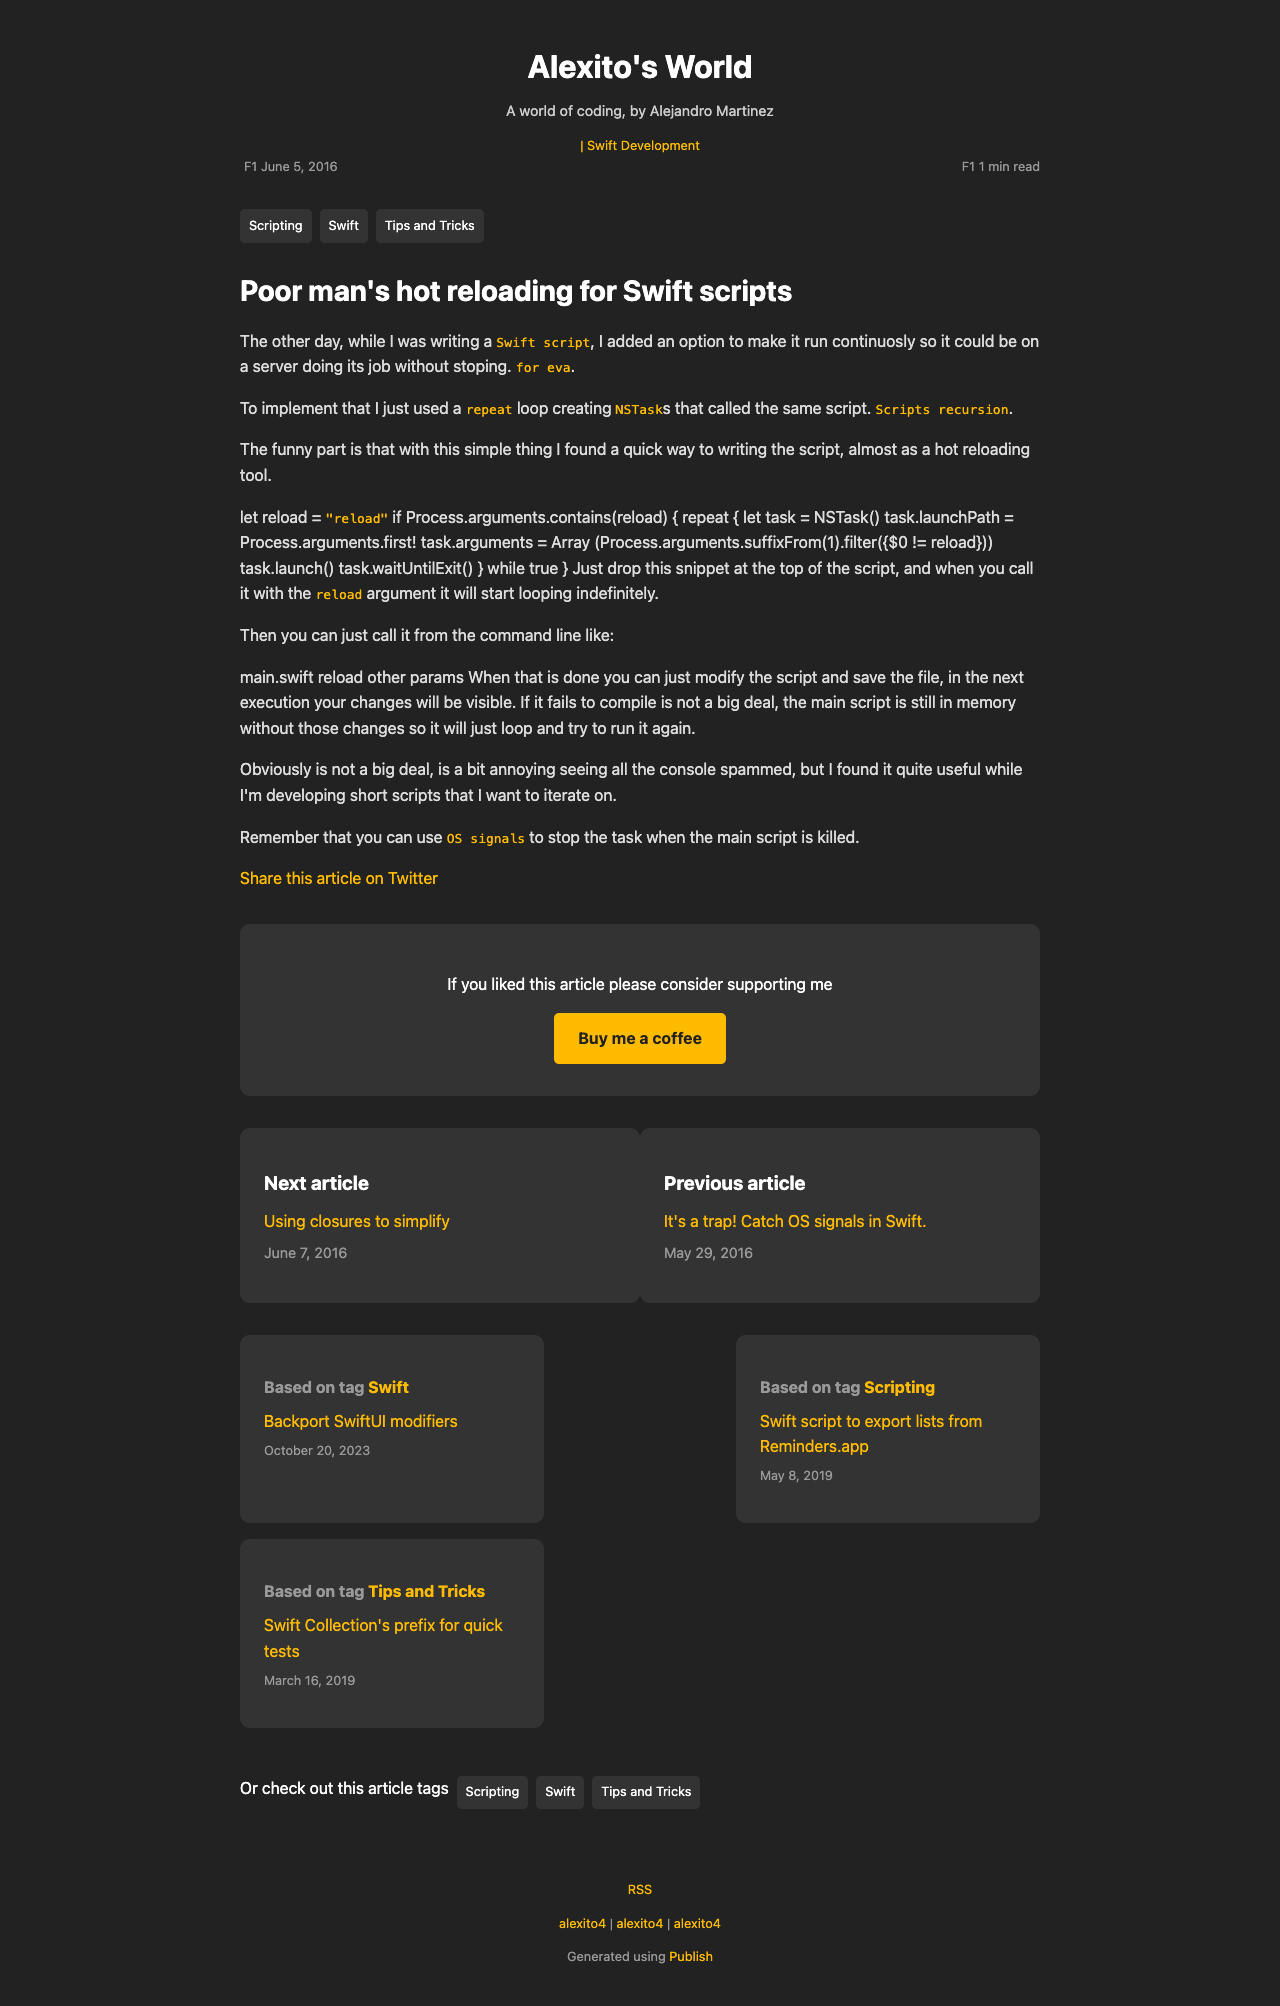 Alexito's World
A world of coding, by Alejandro Martinez
| Swift Development
F1 June 5, 2016
F1 1 min read
Scripting
Swift
Tips and Tricks
Poor man's hot reloading for Swift scripts
The other day, while I was writing a Swift script, I added an option to make it run continuosly so it could be on
a server doing its job without stoping. for eva.
To implement that I just used a repeat loop creating NSTasks that called the same script. Scripts recursion.
The funny part is that with this simple thing I found a quick way to writing the script, almost as a hot reloading
tool.
let reload = "reload" if Process.arguments.contains(reload) { repeat { let task = NSTask() task.launchPath =
Process.arguments.first! task.arguments = Array (Process.arguments.suffixFrom(1).filter({$0 != reload}))
task.launch() task.waitUntilExit() } while true } Just drop this snippet at the top of the script, and when you call
it with the reload argument it will start looping indefinitely.
Then you can just call it from the command line like:
main.swift reload other params When that is done you can just modify the script and save the file, in the next
execution your changes will be visible. If it fails to compile is not a big deal, the main script is still in memory
without those changes so it will just loop and try to run it again.
Obviously is not a big deal, is a bit annoying seeing all the console spammed, but I found it quite useful while
I'm developing short scripts that I want to iterate on.
Remember that you can use OS signals to stop the task when the main script is killed.
Share this article on Twitter
If you liked this article please consider supporting me
Buy me a coffee
Next article
Using closures to simplify
June 7, 2016
Previous article
It's a trap! Catch OS signals in Swift.
May 29, 2016
Based on tag Swift
Backport SwiftUI modifiers
October 20, 2023
Based on tag Scripting
Swift script to export lists from
Reminders.app
May 8, 2019
Based on tag Tips and Tricks
Swift Collection's prefix for quick
tests
March 16, 2019
Or check out this article tags
Scripting
Swift
Tips and Tricks
RSS
alexito4 | alexito4 | alexito4
Generated using Publish